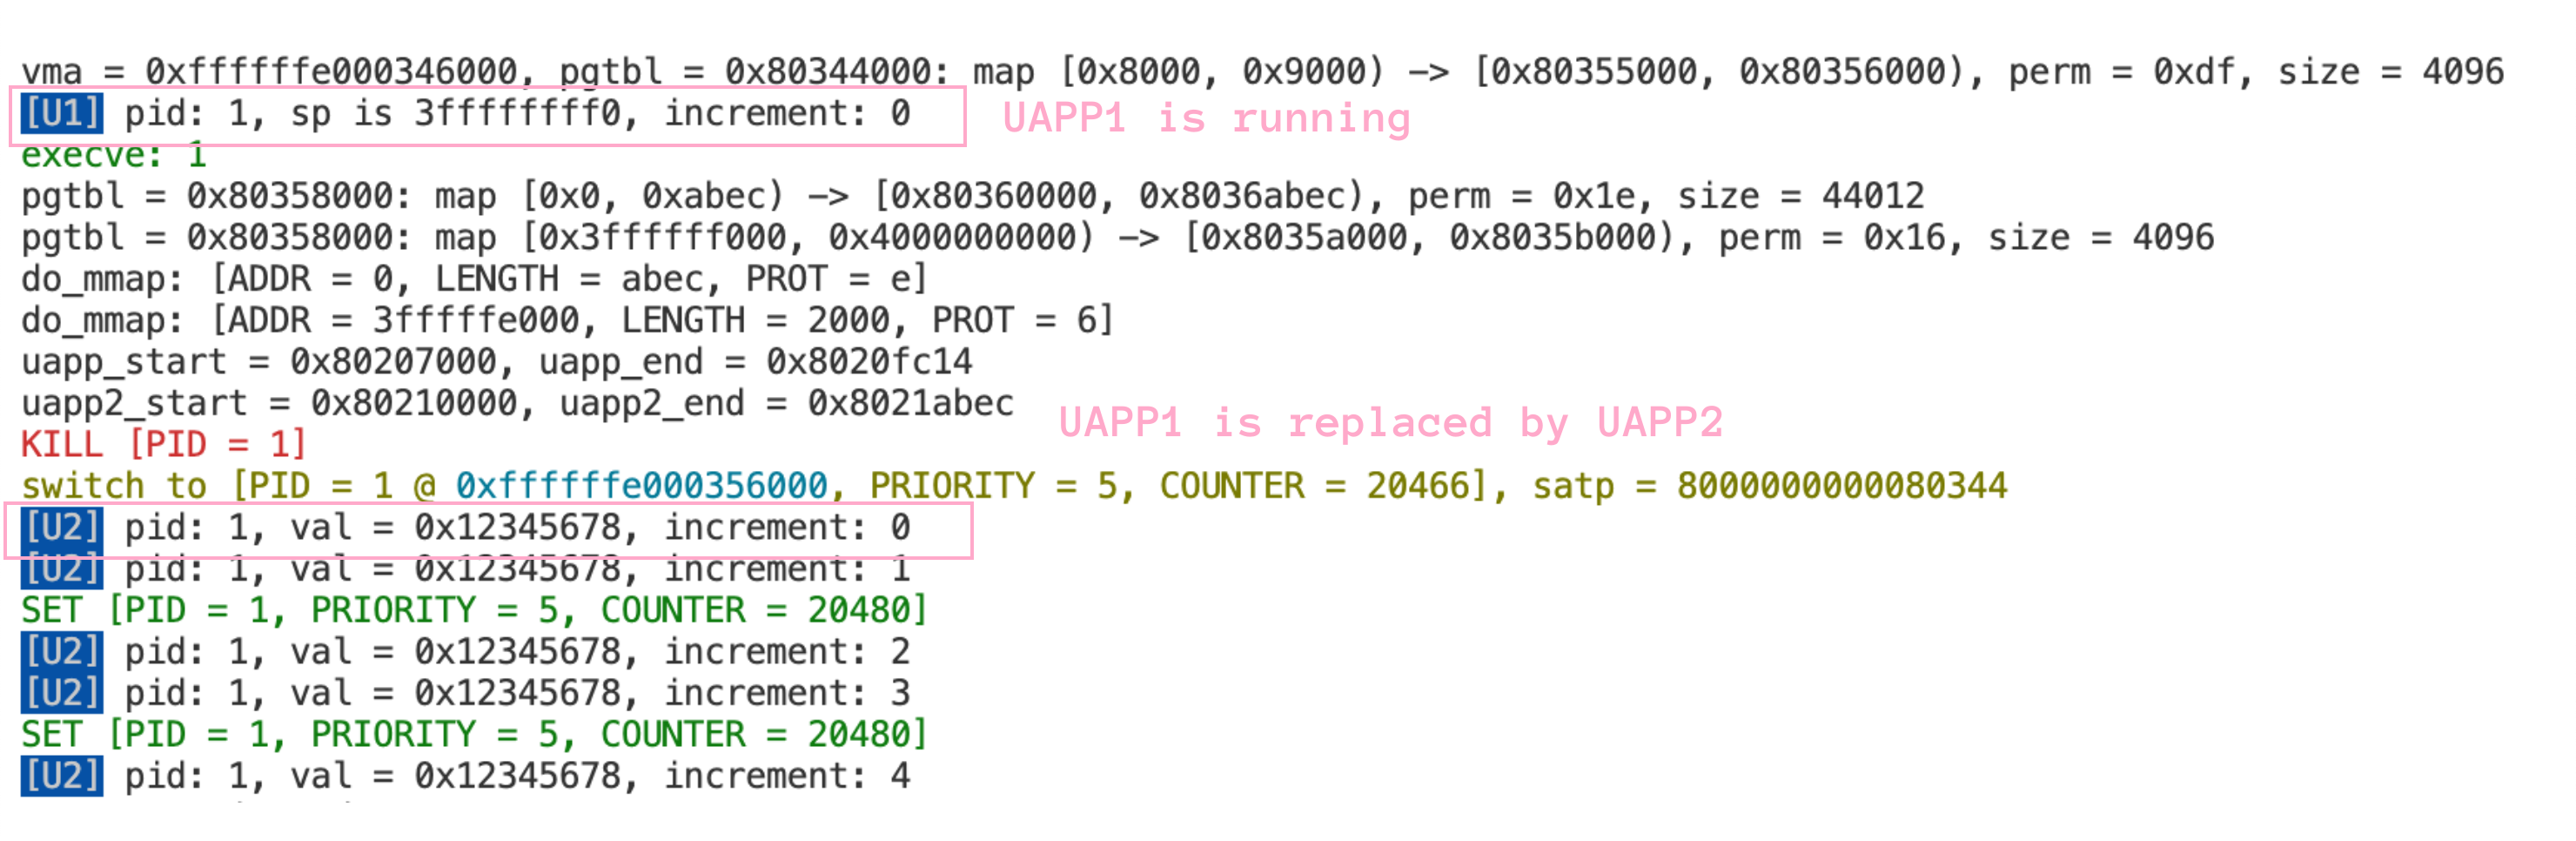 vma = 0xffffffe000346000, pgtbl = 0x80344000: map [0x8000, 0x9000) -> [0x80355000, 0x80356000), perm = 0xdf, size = 4096
[U1] pid: 1, sp is 3ffffffff0, increment: 0
UAPP1 is running
execve: 1
pgtbl = 0x80358000: map [0x0, 0xabec) -> [0x80360000, 0x8036abec), perm = 0x1e, size = 44012
pgtbl = 0x80358000: map [0x3ffffff000, 0x4000000000) -> [0x8035a000, 0x8035b000), perm = 0x16, size = 4096
do_mmap: [ADDR = 0, LENGTH = abec, PROT = e]
do_mmap: [ADDR = 3fffffe000, LENGTH = 2000, PROT = 6]
uapp_start = 0x80207000, uapp_end = 0x8020fc14
uapp2_start = 0x80210000, uapp2_end = 0x8021abec
UAPP1 is replaced by UAPP2
KILL [PID = 1]
switch to [PID = 1 @ 0xffffffe000356000, PRIORITY = 5, COUNTER = 20466], satp = 8000000000080344
[U2] pid: 1, val = 0x12345678, increment: 0
[U2] pid: 1, val = 0x12345678, increment: 1
SET [PID = 1, PRIORITY = 5, COUNTER = 20480]
[U2] pid: 1, val = 0x12345678, increment: 2
[U2] pid: 1, val = 0x12345678, increment: 3
SET [PID = 1, PRIORITY = 5, COUNTER = 20480]
[U2] pid: 1, val = 0x12345678, increment: 4